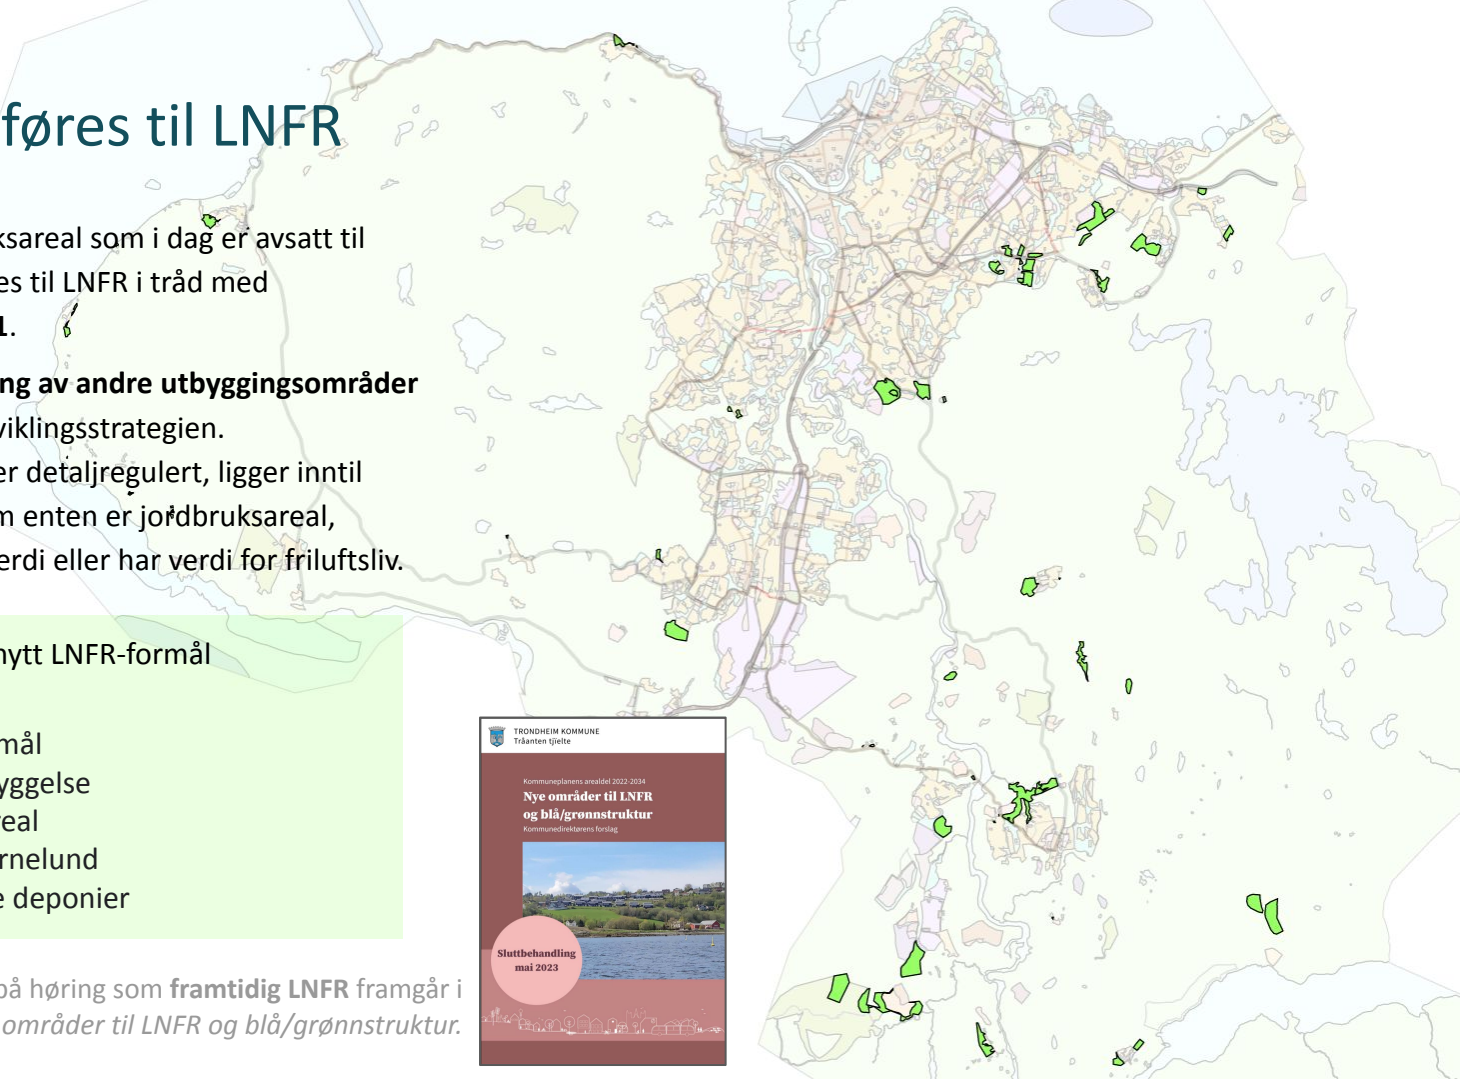 føres til LNFR
ksareal som i dag er avsatt til
es til LNFR i tråd med
1.
ng av andre utbyggingsområder
viklingsstrategien.
er detaljregulert, ligger inntil
m enten er jordbruksareal,
erdi eller har verdi for friluftsliv.
nytt LNFR-formål
mål
yggelse
real
rnelund
e deponier
på høring som framtidig LNFR framgår i
områder til LNFR og blå/grønnstruktur.
TRONDHEIM KOMMUNE
Tråanten tjïelte
Kommuneplanens arealdel 2022-2034
Nye områder til LNFR
og blå/grønnstruktur
Kommunedirektørens forslag
Sluttbehandling
mai 2023